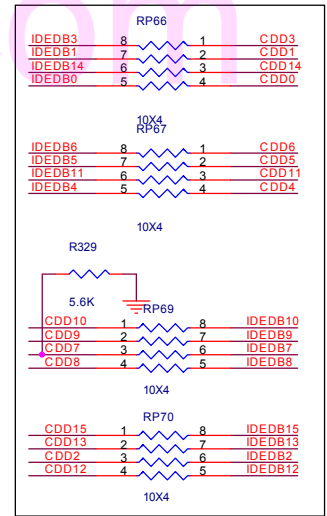 RP66
IDEDB3 8 1 CDD3
IDEDB1 7 2 CDD1
IDEDB14 6 3 CDD14
IDEDB0 5 4 CDD0
10X4
RP67
IDEDB6 8 1 CDD6
IDEDB5 7 2 CDD5
IDEDB11 6 3 CDD11
IDEDB4 5 4 CDD4
10X4
R329
5.6K
RP69
CDD10 1 8 IDEDB10
CDD9 2 7 IDEDB9
CDD7 3 6 IDEDB7
CDD8 4 5 IDEDB8
10X4
RP70
CDD15 1 8 IDEDB15
CDD13 2 7 IDEDB13
CDD2 3 6 IDEDB2
CDD12 4 5 IDEDB12
10X4